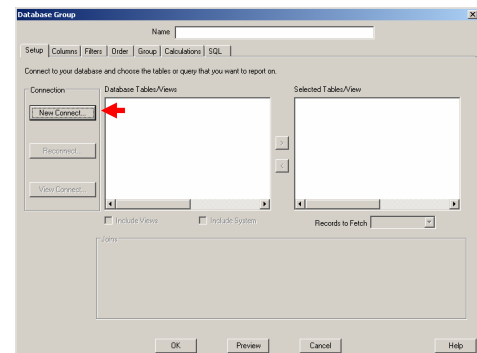 Database Group
Name
Setup Columns Filters Order Group Calculations SQL
Connect to your database and choose the tables or query that you want to report on.
Connection Database Tables/Views Selected Tables/View
New Connect...
Reconnect...
View Connect...
Include Views Include System Records to Fetch
Joins
OK Preview Cancel Help